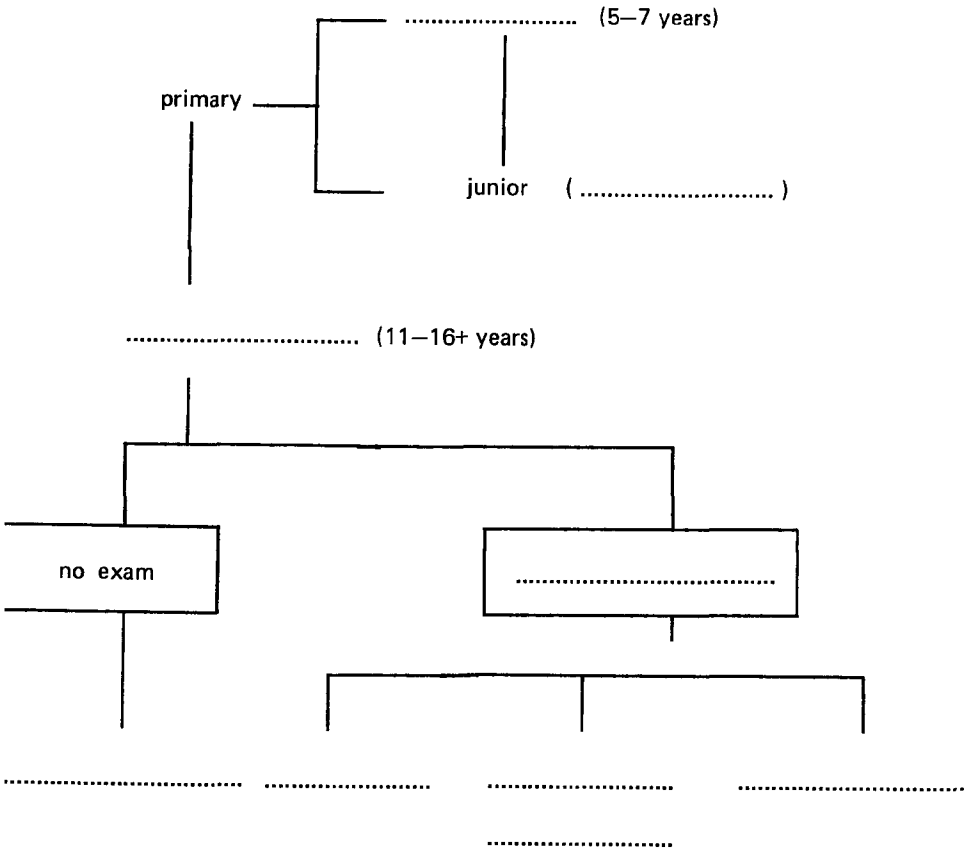 .......................... (5–7 years)
primary
junior ( ............................. )
................................... (11–16+ years)
no exam
.......................................
.................................... ......................... ............................ ..................................
............................